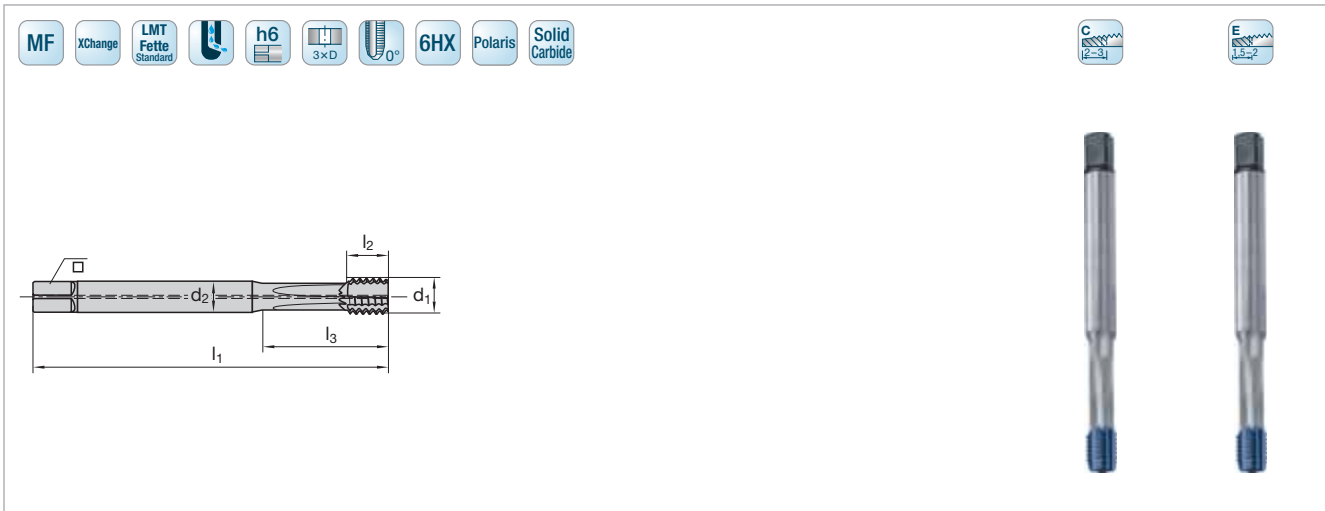 MF
XChange
LMT
Fette
Standard
h6
3×D
0°
6HX
Polaris
Solid
Carbide
C
2–3
E
1,5–2
l2
d2
d1
l3
l1